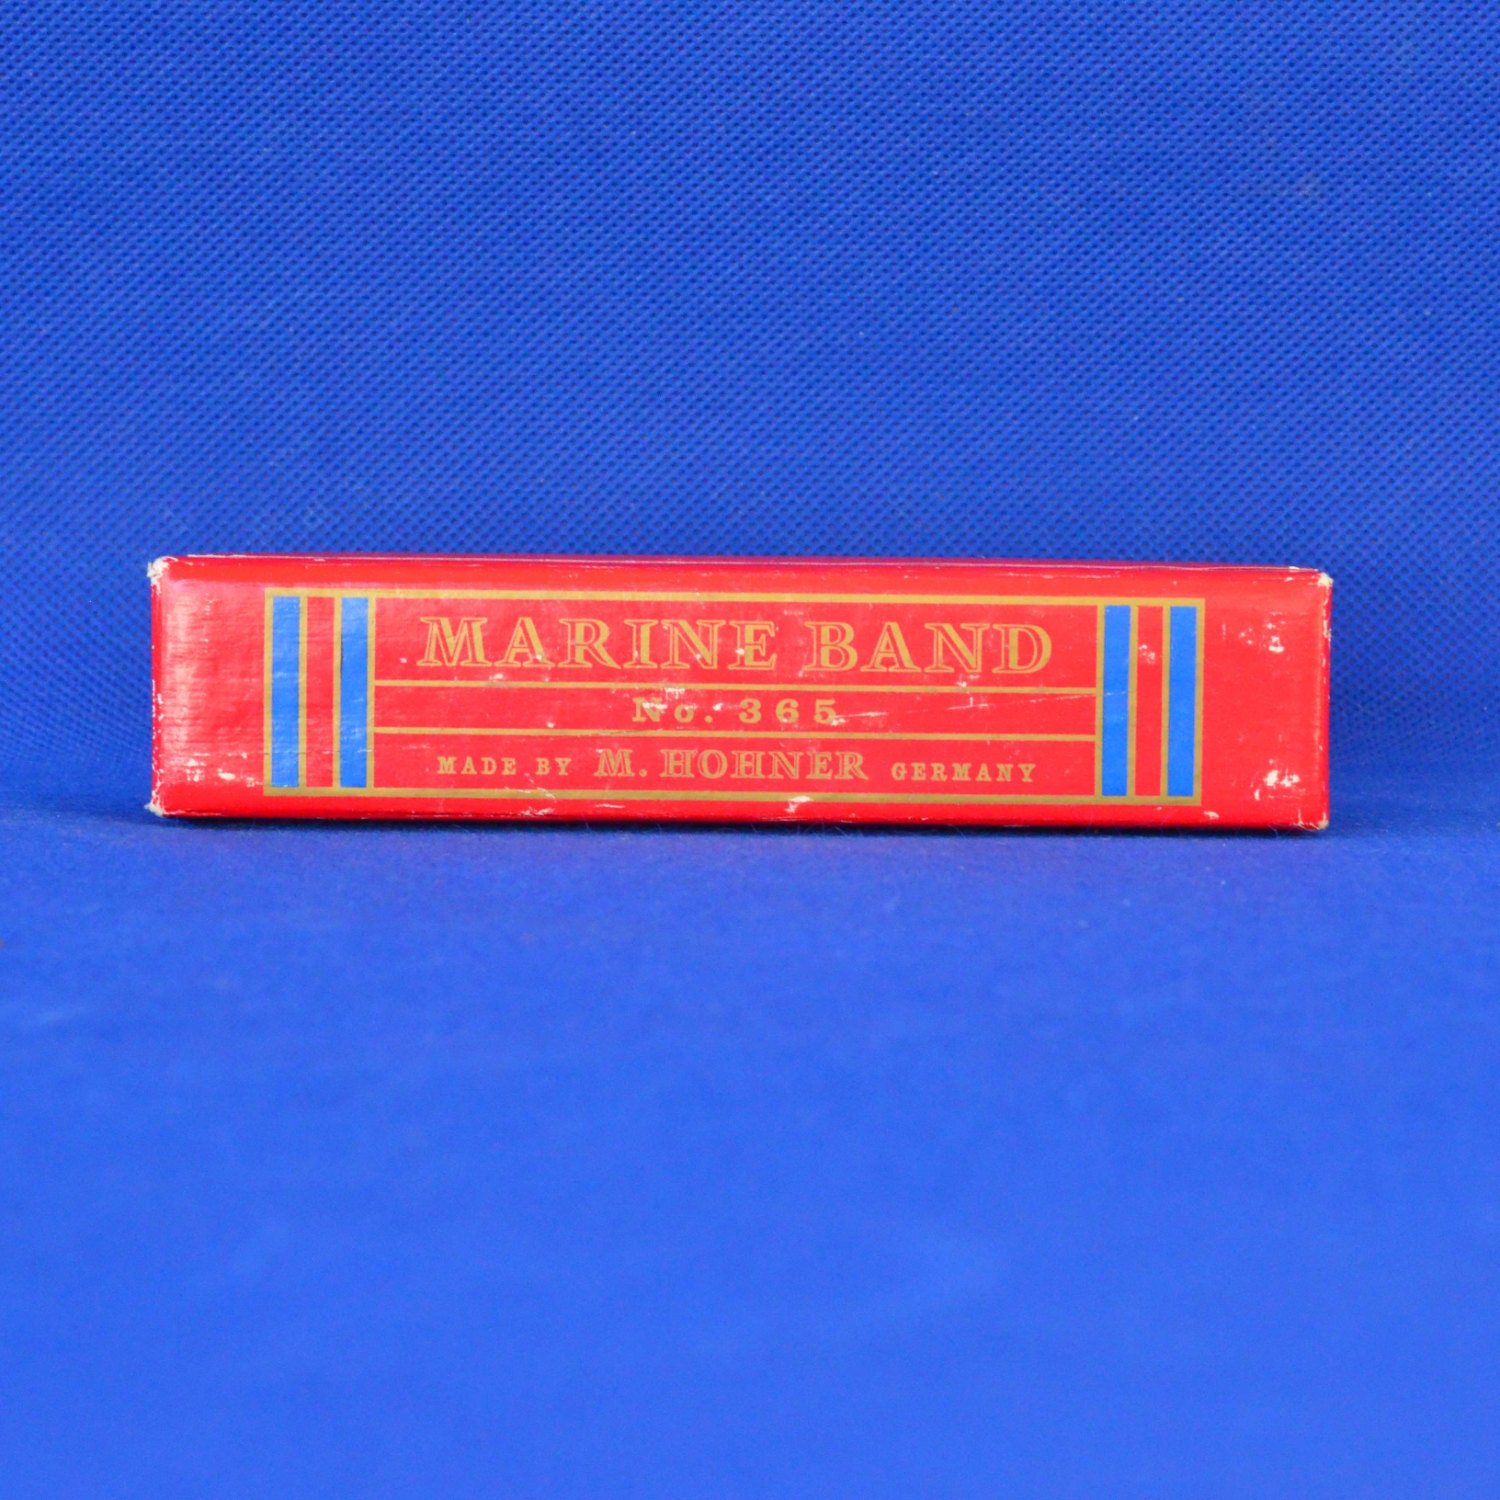 MARINE BAND
No. 365
MADE BY M. HOHNER GERMANY